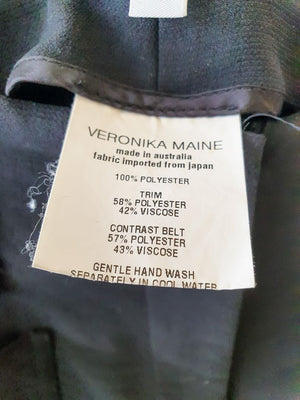 VERONIKA MAINE
made in australia
fabric imported from japan
100% POLYESTER
TRIM
58% POLYESTER
42% VISCOSE
CONTRAST BELT
57% POLYESTER
43% VISCOSE
GENTLE HAND WASH
SEPARATELY IN COOL WATER